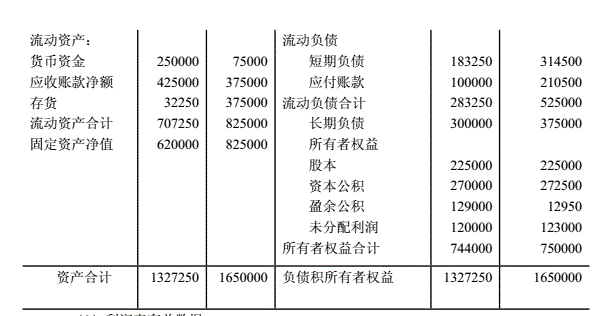 流动资产： 流动负债
货币资金 250000 75000 短期负债 183250 314500
应收账款净额 425000 375000 应付账款 100000 210500
存货 32250 375000 流动负债合计 283250 525000
流动资产合计 707250 825000 长期负债 300000 375000
固定资产净值 620000 825000 所有者权益
股本 225000 225000
资本公积 270000 272500
盈余公积 129000 12950
未分配利润 120000 123000
所有者权益合计 744000 750000
资产合计 1327250 1650000 负债积所有者权益 1327250 1650000